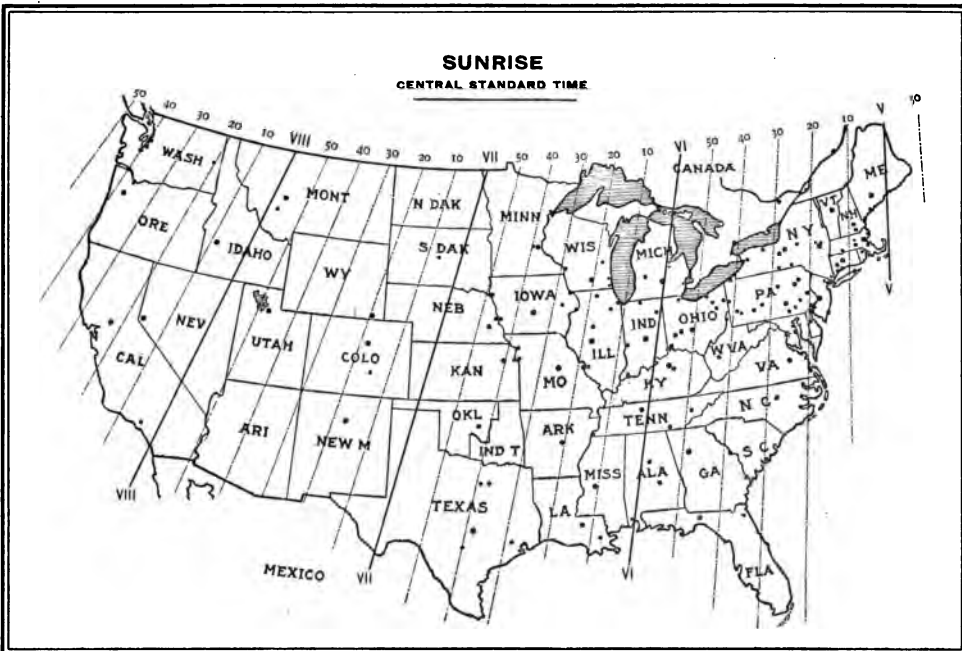 SUNRISE
CENTRAL STANDARD TIME
50 40 30 20 10 VIII 50 40 30 20 10 VII 50 40 30 20 10 VI 50 40 30 20 10 V 50
CANADA
WASH
MONT
N DAK
MINN
ME
ORE
IDAHO
WY
S. DAK
WIS
MICH
N Y
VT
NH
NEV
NEB
IOWA
PA
CAL
UTAH
COLO
KAN
MO
ILL
IND
OHIO
W VA
VA
KY
ARI
NEW M
OKL
IND T
ARK
TENN
N C
S C
TEXAS
LA
MISS
ALA
GA
FLA
MEXICO
VIII
VII
VI
V